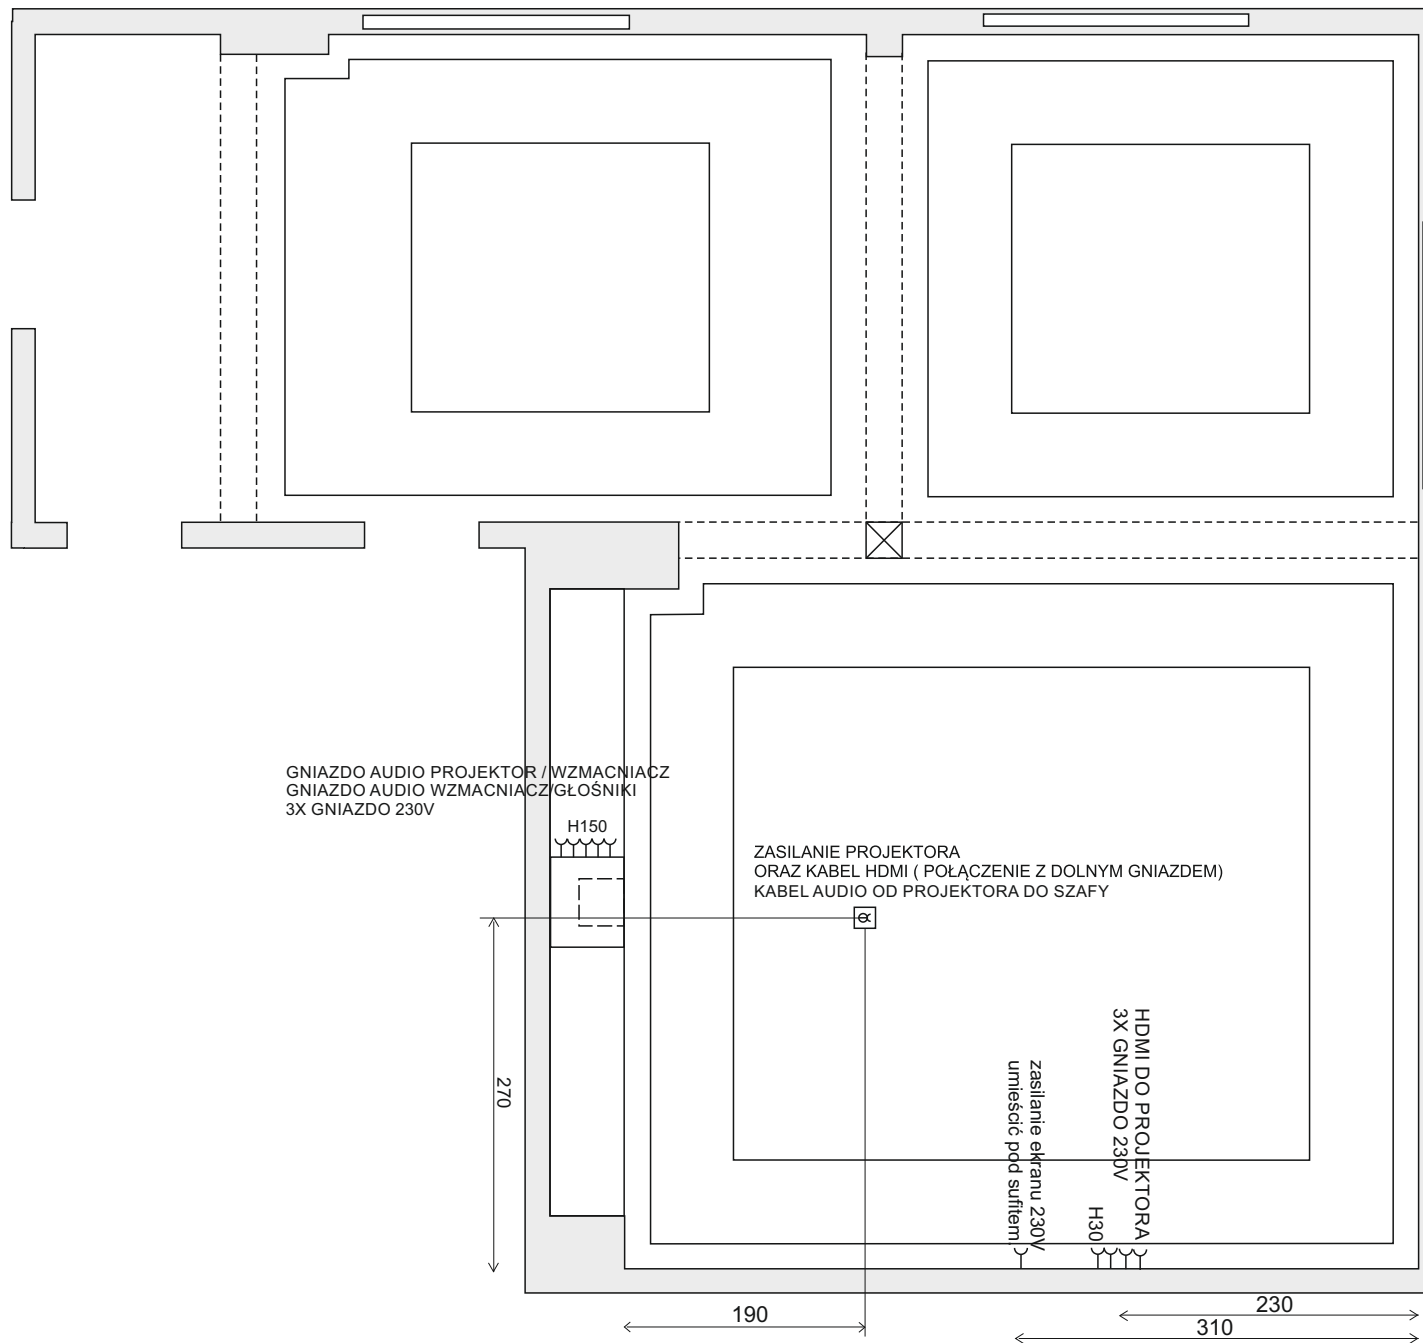 GNIAZDO AUDIO PROJEKTOR / WZMACNIACZ
GNIAZDO AUDIO WZMACNIACZ/GŁOŚNIKI
3X GNIAZDO 230V
H150
ZASILANIE PROJEKTORA
ORAZ KABEL HDMI ( POŁĄCZENIE Z DOLNYM GNIAZDEM)
KABEL AUDIO OD PROJEKTORA DO SZAFY
270
HDMI DO PROJEKTORA
3X GNIAZDO 230V
zasilanie ekranu 230V
umieścić pod sufitem
H30
190
230
310